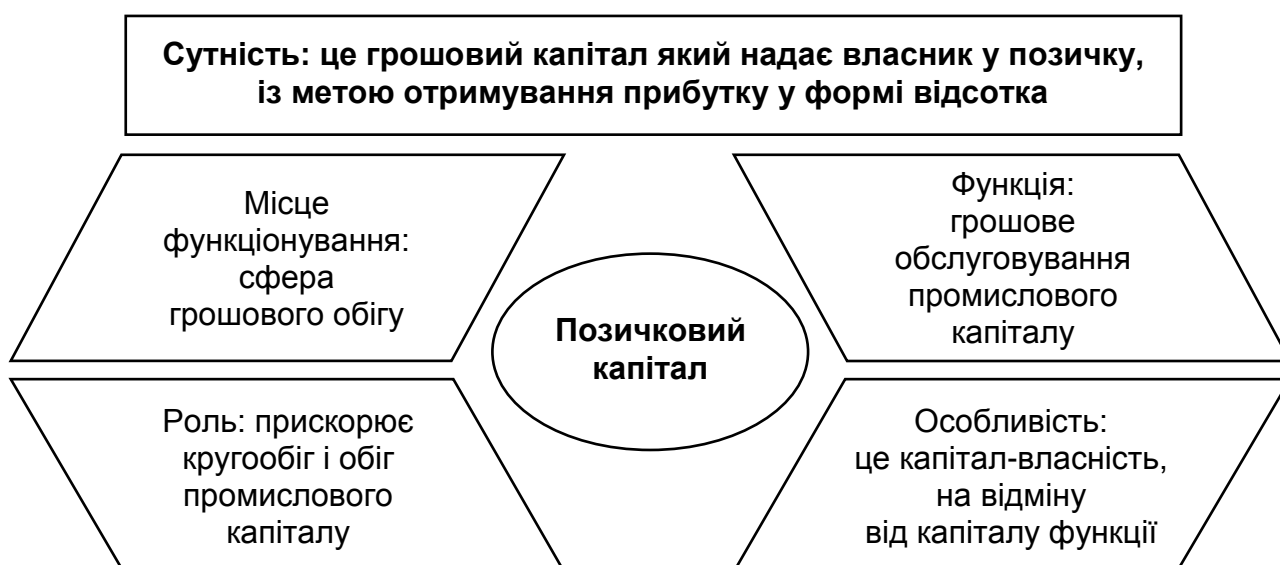 Сутність: це грошовий капітал який надає власник у позичку,
із метою отримування прибутку у формі відсотка
Місце
функціонування:
сфера
грошового обігу
Функція:
грошове
обслуговування
промислового
капіталу
Позичковий
капітал
Роль: прискорює
кругообіг і обіг
промислового
капіталу
Особливість:
це капітал-власність,
на відміну
від капіталу функції